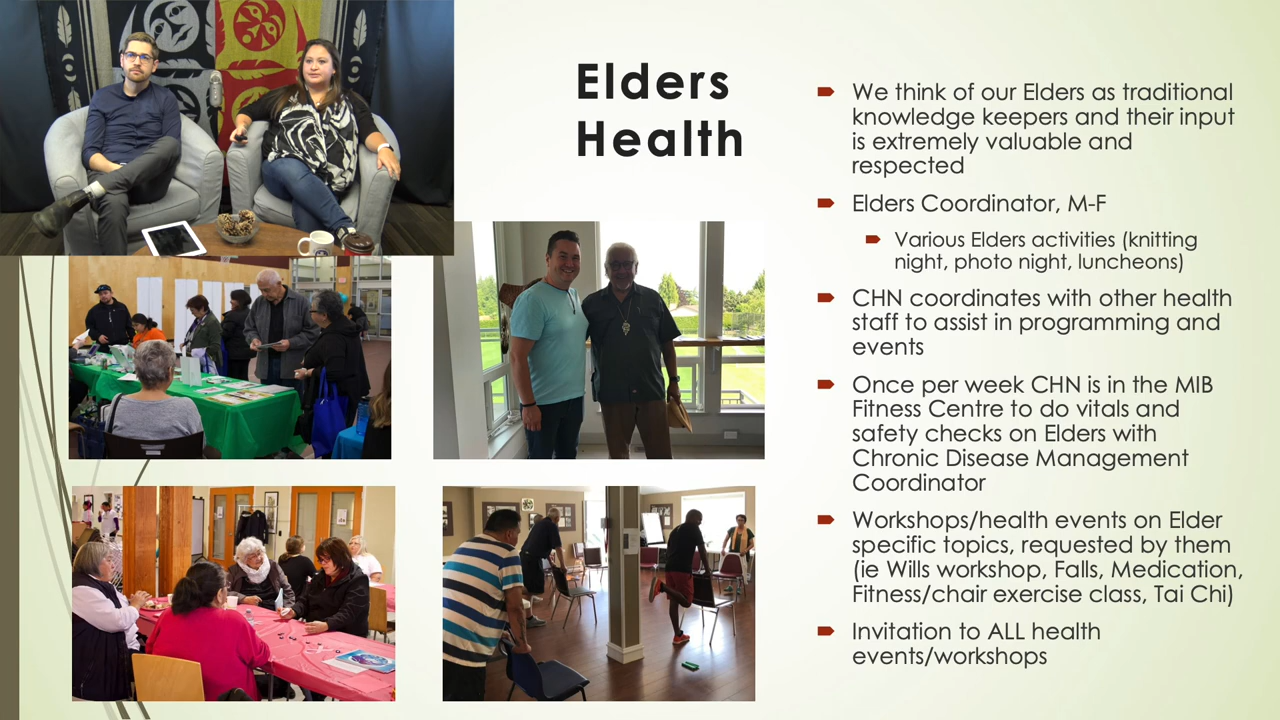 Elders
Health
We think of our Elders as traditional
knowledge keepers and their input
is extremely valuable and
respected
Elders Coordinator, M-F
Various Elders activities (knitting
night, photo night, luncheons)
CHN coordinates with other health
staff to assist in programming and
events
Once per week CHN is in the MIB
Fitness Centre to do vitals and
safety checks on Elders with
Chronic Disease Management
Coordinator
Workshops/health events on Elder
specific topics, requested by them
(ie Wills workshop, Falls, Medication,
Fitness/chair exercise class, Tai Chi)
Invitation to ALL health
events/workshops